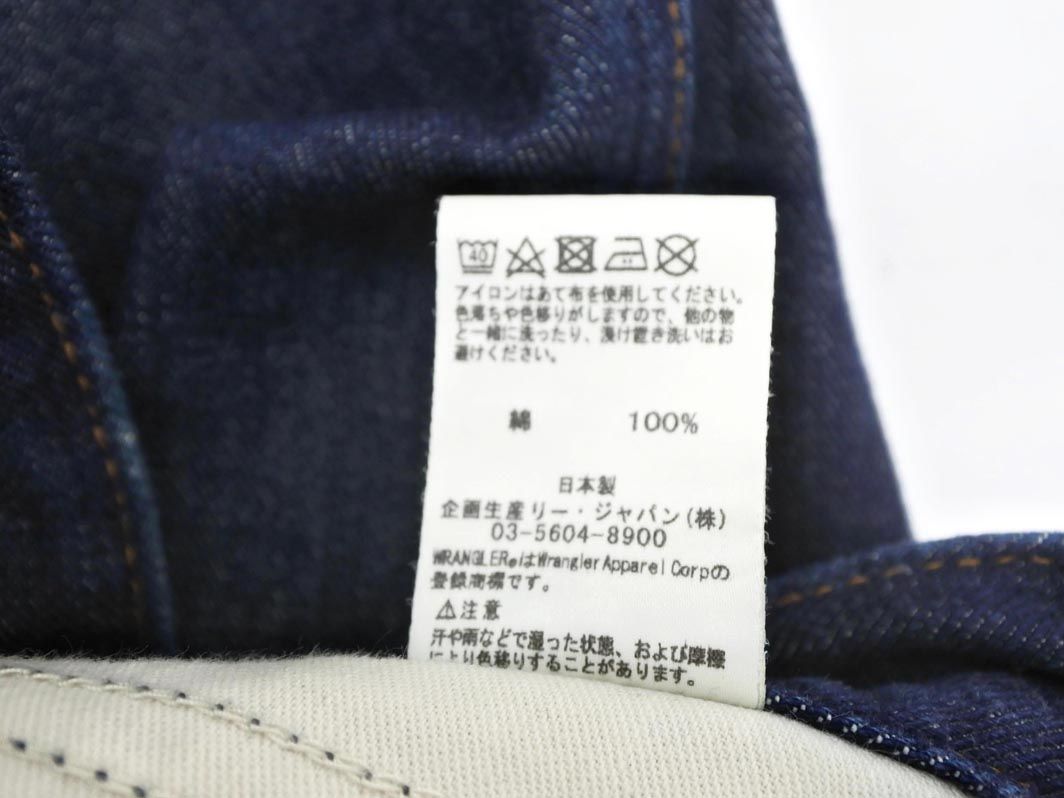 40
アイロンはあて布を使用してください。
色落ちや色移りがしますので、他の物
と一緒に洗ったり、浸け置き洗いはお
避けください。
綿 100%
日本製
企画生産リー・ジャパン(株)
03-5604-8900
WRANGLER®はWrangler Apparel Corpの
登録商標です。
⚠注意
汗や雨などで湿った状態、および摩擦
により色移りすることがあります。